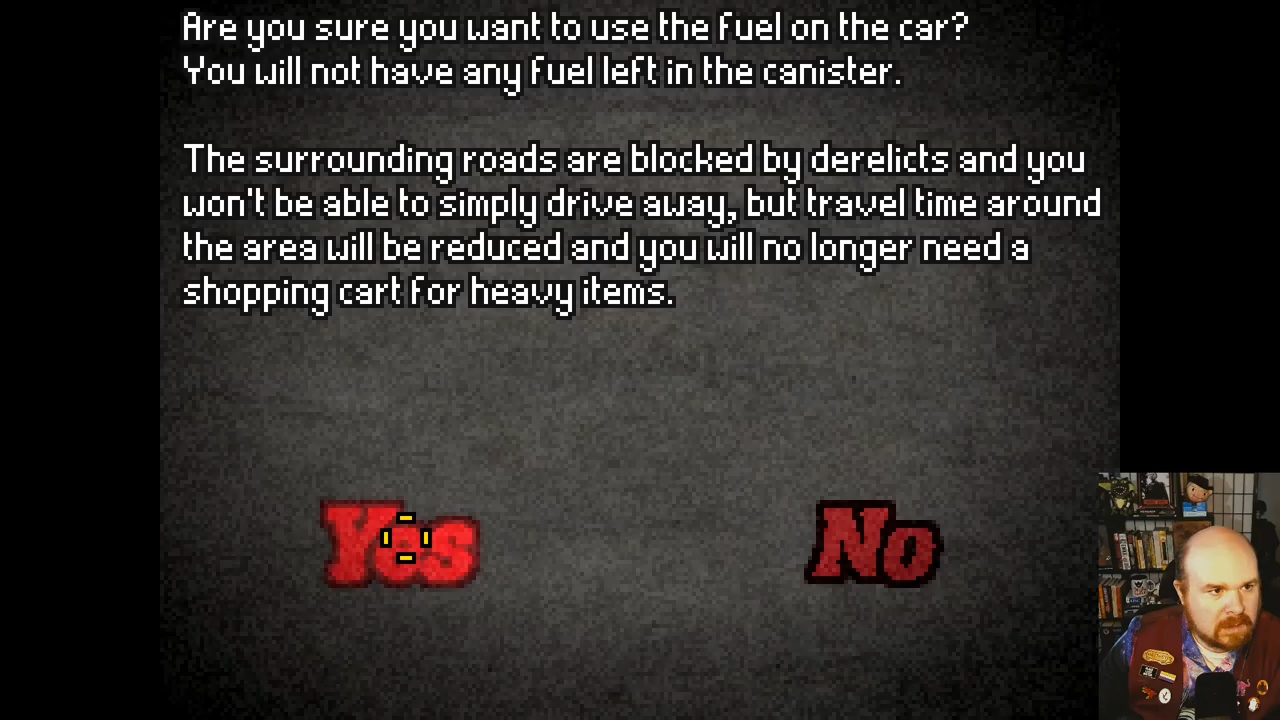 Are you sure you want to use the fuel on the car?
You will not have any fuel left in the canister.
The surrounding roads are blocked by derelicts and you
won't be able to simply drive away, but travel time around
the area will be reduced and you will no longer need a
shopping cart for heavy items.
Yes
No